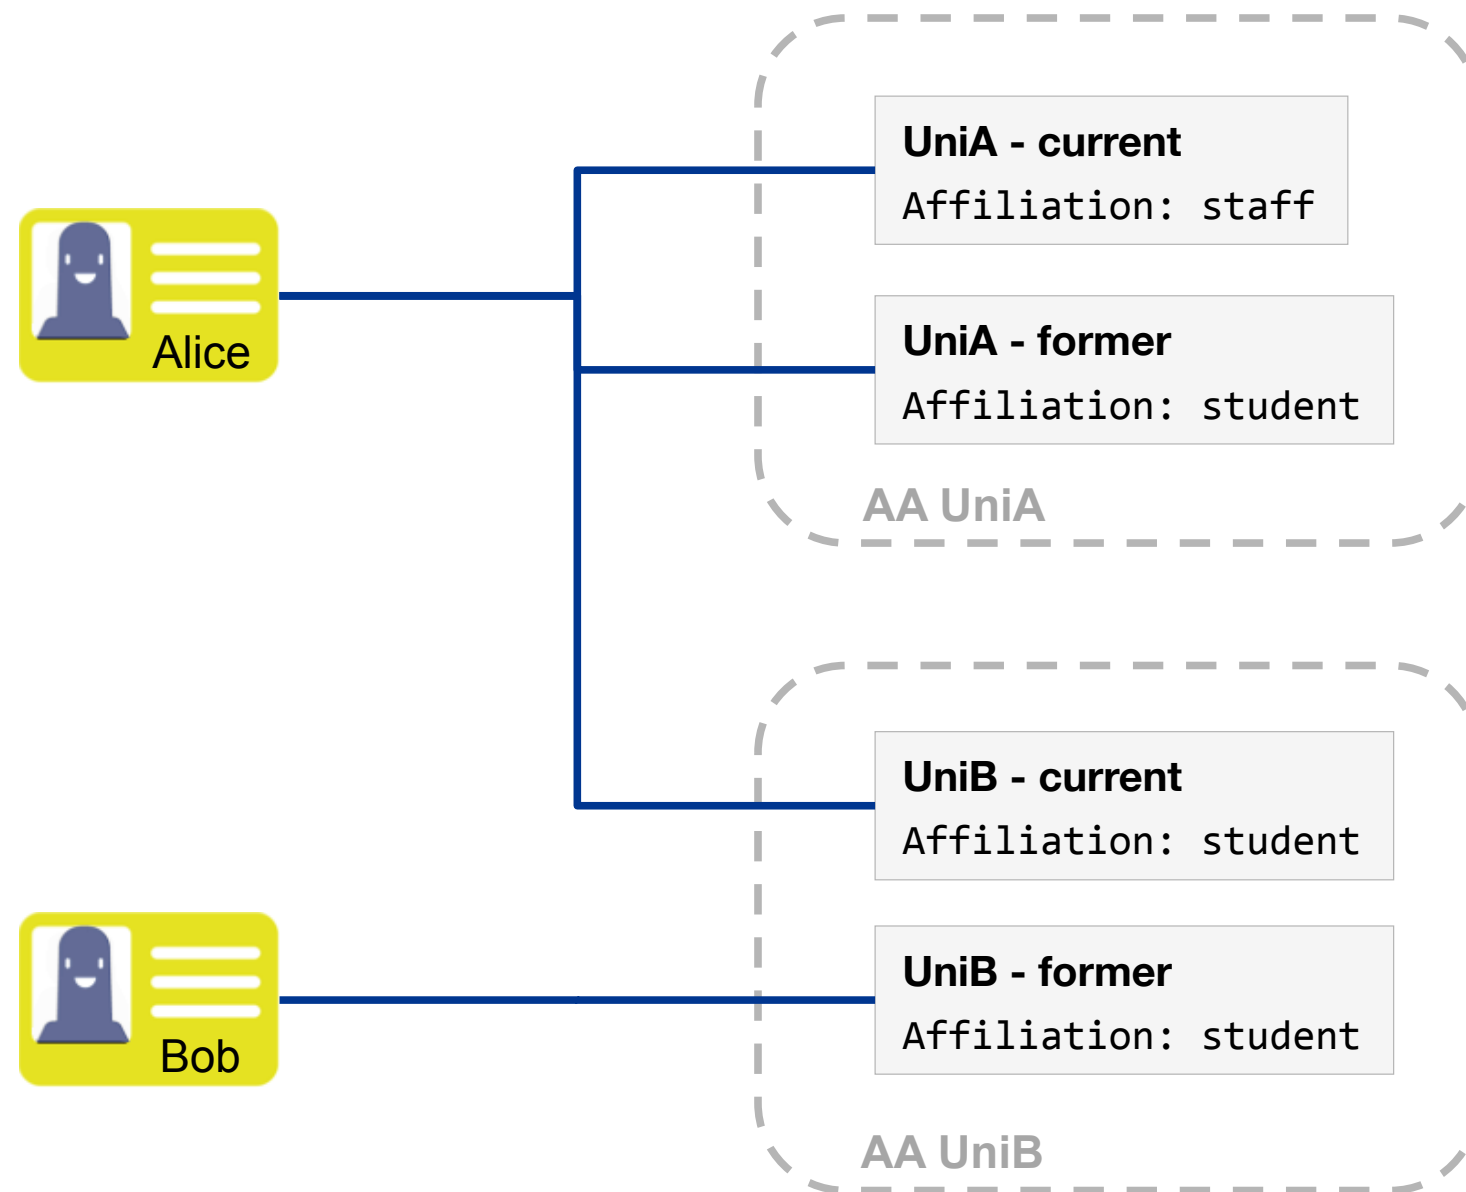 UniA - current
Affiliation: staff
Alice
UniA - former
Affiliation: student
AA UniA
UniB - current
Affiliation: student
Bob
UniB - former
Affiliation: student
AA UniB